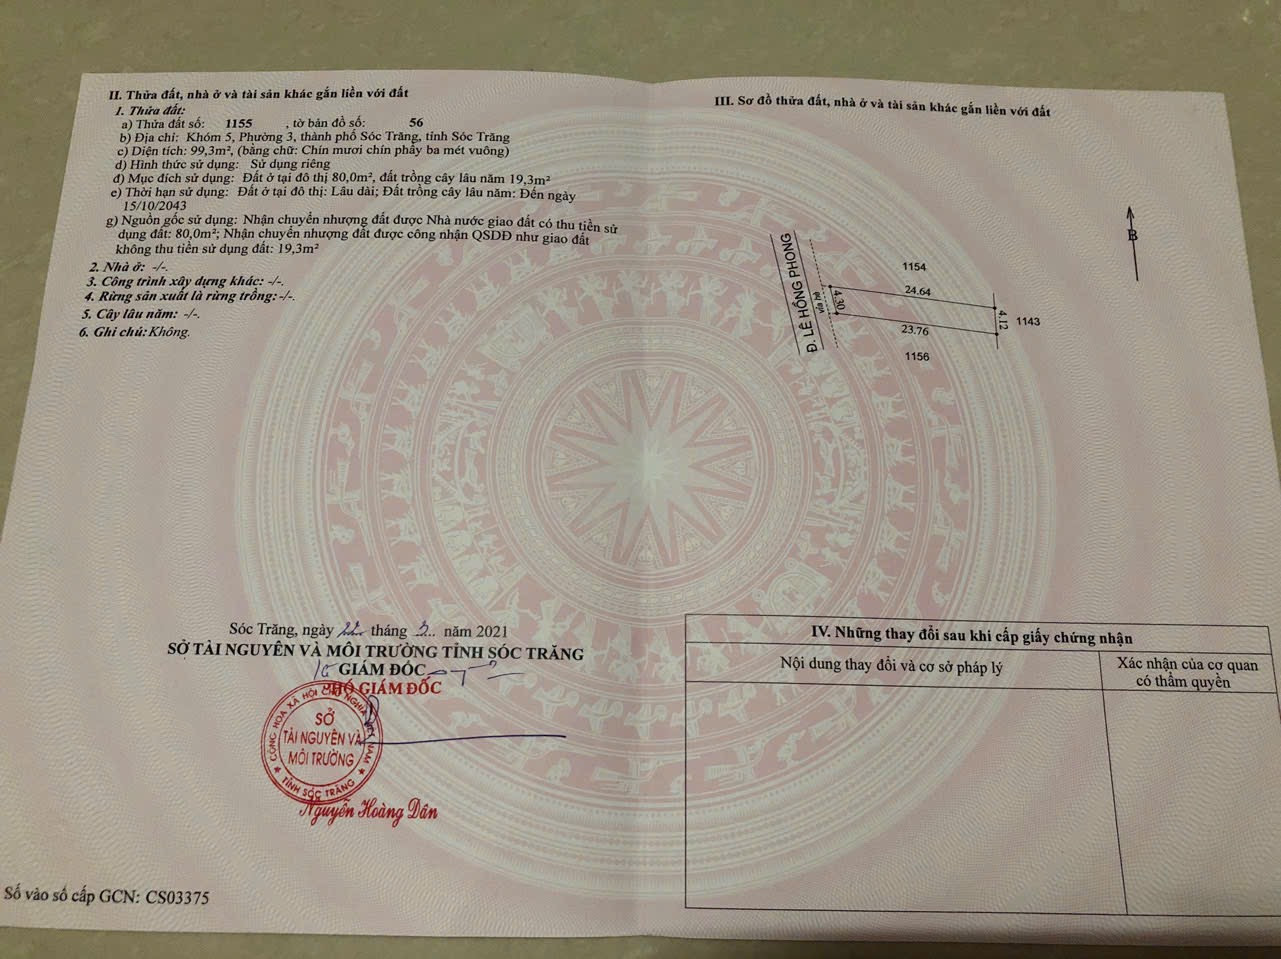 II. Thửa đất, nhà ở và tài sản khác gắn liền với đất
1. Thửa đất:
a) Thửa đất số: 1155 , tờ bản đồ số: 56
b) Địa chỉ: Khóm 5, Phường 3, thành phố Sóc Trăng, tỉnh Sóc Trăng
c) Diện tích: 99,3m², (bằng chữ: Chín mươi chín phẩy ba mét vuông)
d) Hình thức sử dụng: Sử dụng riêng
đ) Mục đích sử dụng: Đất ở tại đô thị 80,0m², đất trồng cây lâu năm 19,3m²
e) Thời hạn sử dụng: Đất ở tại đô thị: Lâu dài; Đất trồng cây lâu năm: Đến ngày
15/10/2043
g) Nguồn gốc sử dụng: Nhận chuyển nhượng đất được Nhà nước giao đất có thu tiền sử
dụng đất: 80,0m²; Nhận chuyển nhượng đất được công nhận QSDĐ như giao đất
không thu tiền sử dụng đất: 19,3m²
2. Nhà ở: -/-.
3. Công trình xây dựng khác: -/-.
4. Rừng sản xuất là rừng trồng: -/-.
5. Cây lâu năm: -/-.
6. Ghi chú: Không.
Sóc Trăng, ngày 22 tháng 3.. năm 2021
SỞ TÀI NGUYÊN VÀ MÔI TRƯỜNG TỈNH SÓC TRĂNG
GIÁM ĐỐC
PHÓ GIÁM ĐỐC
CỘNG HÒA XÃ HỘI CHỦ NGHĨA VIỆT NAM
SỞ
TÀI NGUYÊN VÀ
MÔI TRƯỜNG
TỈNH SÓC TRĂNG
Nguyễn Hoàng Dân
Số vào sổ cấp GCN: CS03375
III. Sơ đồ thửa đất, nhà ở và tài sản khác gắn liền với đất
B
Đ. LÊ HỒNG PHONG
vỉa hè
1154
24.64
4.30
4.12
1143
23.76
1156
IV. Những thay đổi sau khi cấp giấy chứng nhận
Nội dung thay đổi và cơ sở pháp lý
Xác nhận của cơ quan
có thẩm quyền